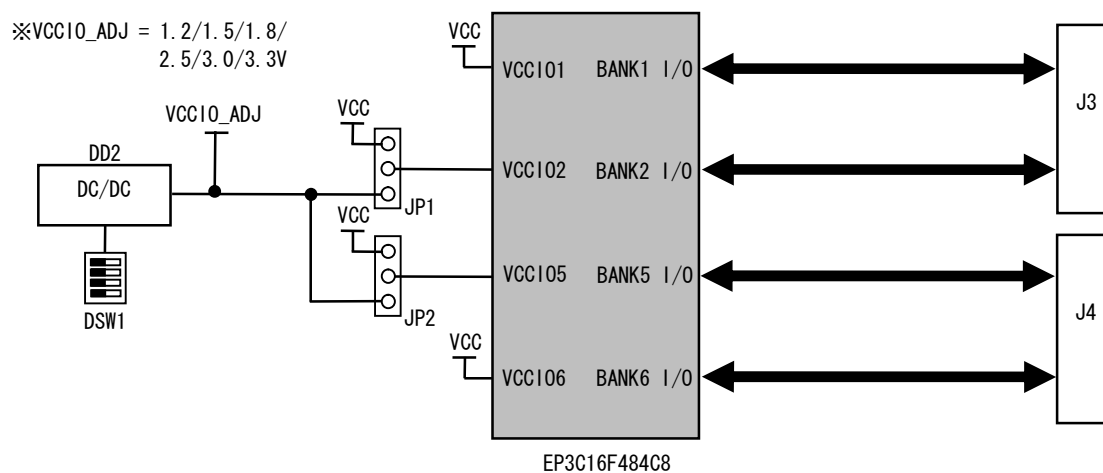 ※VCCIO_ADJ = 1.2/1.5/1.8/
2.5/3.0/3.3V
VCCIO_ADJ
DD2
DC/DC
DSW1
VCC
JP1
VCC
JP2
VCC
VCCIO1 BANK1 I/O
VCCIO2 BANK2 I/O
VCCIO5 BANK5 I/O
VCC
VCCIO6 BANK6 I/O
J3
J4
EP3C16F484C8